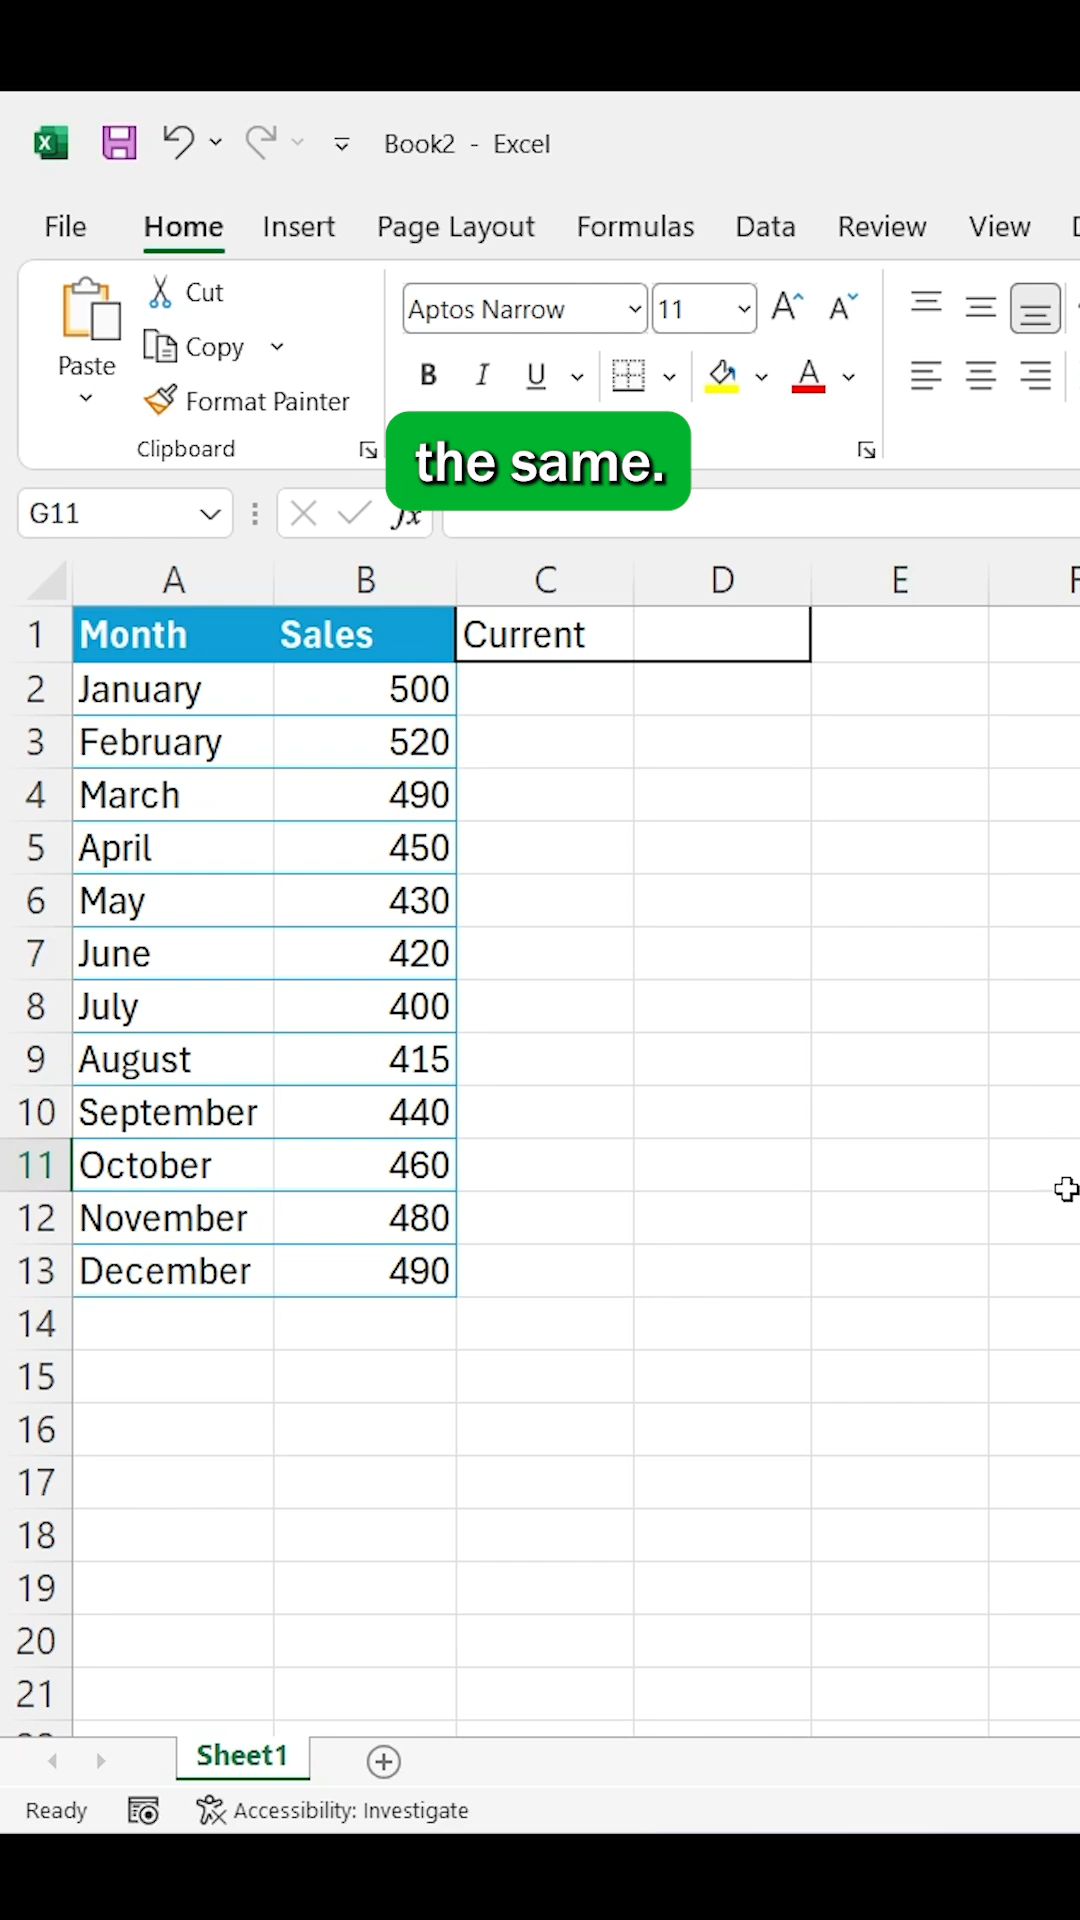 Book2 - Excel
File Home Insert Page Layout Formulas Data Review View
Cut
Copy
Format Painter
Paste
Clipboard
Aptos Narrow 11
B I U A
the same.
G11 fx
A B C D E F
1 Month Sales Current
2 January 500
3 February 520
4 March 490
5 April 450
6 May 430
7 June 420
8 July 400
9 August 415
10 September 440
11 October 460
12 November 480
13 December 490
14
15
16
17
18
19
20
21
Sheet1
Ready Accessibility: Investigate